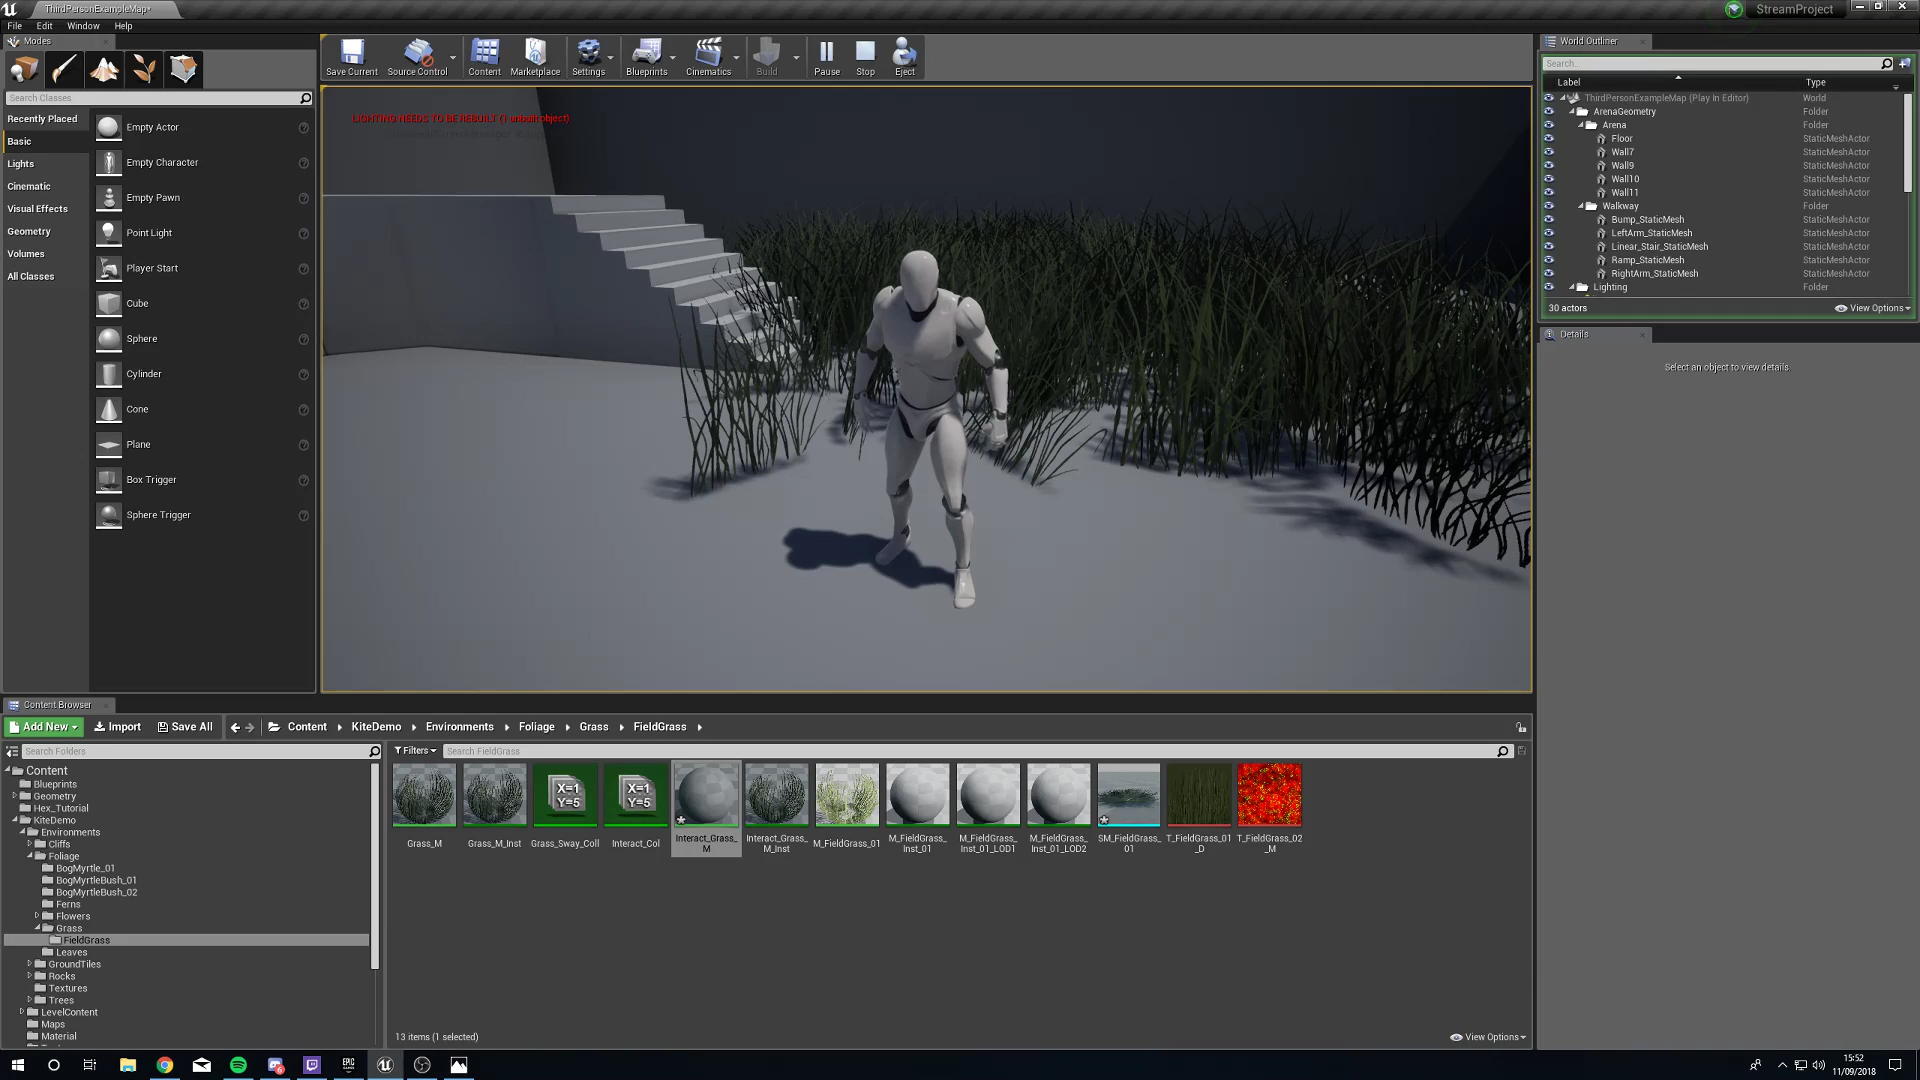 ThirdPersonExampleMap*
StreamProject
File Edit Window Help
Modes
Search Classes
Recently Placed
Basic
Lights
Cinematic
Visual Effects
Geometry
Volumes
All Classes
Empty Actor
Empty Character
Empty Pawn
Point Light
Player Start
Cube
Sphere
Cylinder
Cone
Plane
Box Trigger
Sphere Trigger
Save Current Source Control Content Marketplace Settings Blueprints Cinematics Build Pause Stop Eject
LIGHTING NEEDS TO BE REBUILT (1 unbuilt object)
World Outliner
Search...
Label Type
ThirdPersonExampleMap (Play In Editor) World
ArenaGeometry Folder
Arena Folder
Floor StaticMeshActor
Wall7 StaticMeshActor
Wall9 StaticMeshActor
Wall10 StaticMeshActor
Wall11 StaticMeshActor
Walkway Folder
Bump_StaticMesh StaticMeshActor
LeftArm_StaticMesh StaticMeshActor
Linear_Stair_StaticMesh StaticMeshActor
Ramp_StaticMesh StaticMeshActor
RightArm_StaticMesh StaticMeshActor
Lighting Folder
30 actors View Options
Details
Select an object to view details.
Content Browser
Add New Import Save All Content KiteDemo Environments Foliage Grass FieldGrass
Search Folders
Filters Search FieldGrass
Content
Blueprints
Geometry
Hex_Tutorial
KiteDemo
Environments
Cliffs
Foliage
BogMyrtle_01
BogMyrtleBush_01
BogMyrtleBush_02
Ferns
Flowers
Grass
FieldGrass
Leaves
GroundTiles
Rocks
Textures
Trees
LevelContent
Maps
Material
X=1
Y=5
X=1
Y=5
Grass_M
Grass_M_Inst
Grass_Sway_Coll
Interact_Col
Interact_Grass_
M
Interact_Grass_
M_Inst
M_FieldGrass_01
M_FieldGrass_
Inst_01
M_FieldGrass_
Inst_01_LOD1
M_FieldGrass_
Inst_01_LOD2
SM_FieldGrass_
01
T_FieldGrass_01
_D
T_FieldGrass_02
_M
13 items (1 selected) View Options
EPIC
GAMES
15:52
11/09/2018